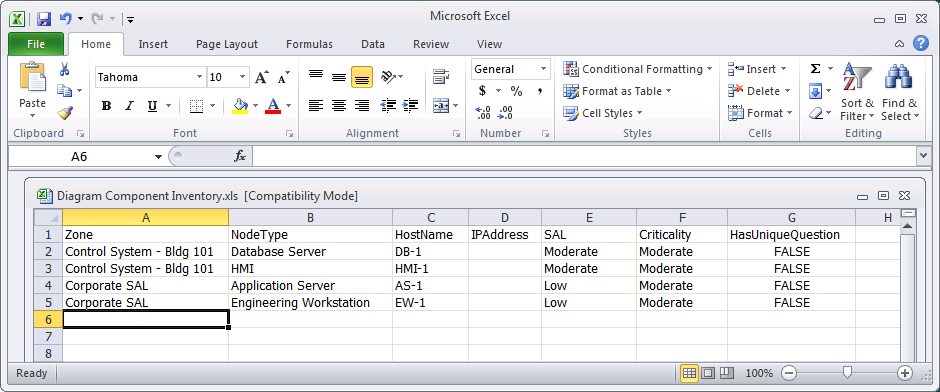 Microsoft Excel
File Home Insert Page Layout Formulas Data Review View
Tahoma 10 General Conditional Formatting Insert Σ
Paste B I U A A A $ % , Format as Table Delete Sort & Find &
.00 .00 Cell Styles Format Filter Select
Clipboard Font Alignment Number Styles Cells Editing
A6 fx
Diagram Component Inventory.xls [Compatibility Mode]
A B C D E F G H
1 Zone NodeType HostName IPAddress SAL Criticality HasUniqueQuestion
2 Control System - Bldg 101 Database Server DB-1 Moderate Moderate FALSE
3 Control System - Bldg 101 HMI HMI-1 Moderate Moderate FALSE
4 Corporate SAL Application Server AS-1 Low Moderate FALSE
5 Corporate SAL Engineering Workstation EW-1 Low Moderate FALSE
6
7
8
Ready 100%